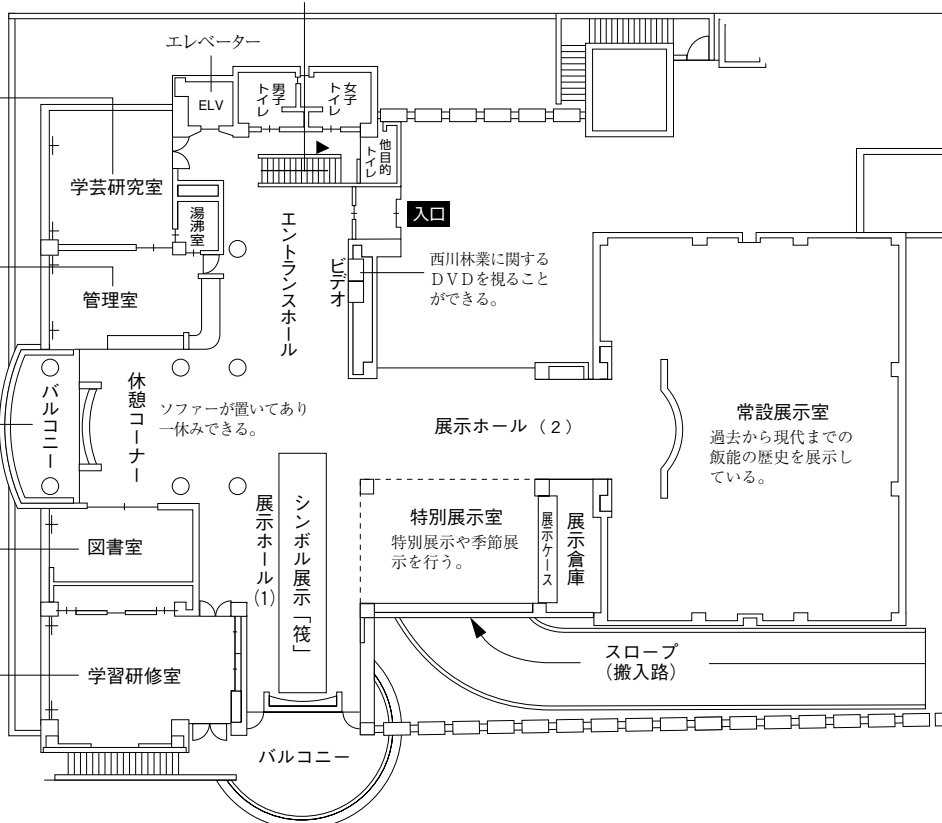 エレベーター
ELV
男子
トイレ
女子
トイレ
他目的
トイレ
学芸研究室
湯沸室
入口
エントランスホール
ビデオ
西川林業に関する
DVDを視ること
ができる。
管理室
バルコニー
休憩コーナー
ソファーが置いてあり
一休みできる。
展示ホール（2）
常設展示室
過去から現代までの
飯能の歴史を展示し
ている。
展示ホール(1)
シンボル展示「筏」
特別展示室
特別展示や季節展
示を行う。
展示ケース
展示倉庫
図書室
学習研修室
スロープ
(搬入路)
バルコニー